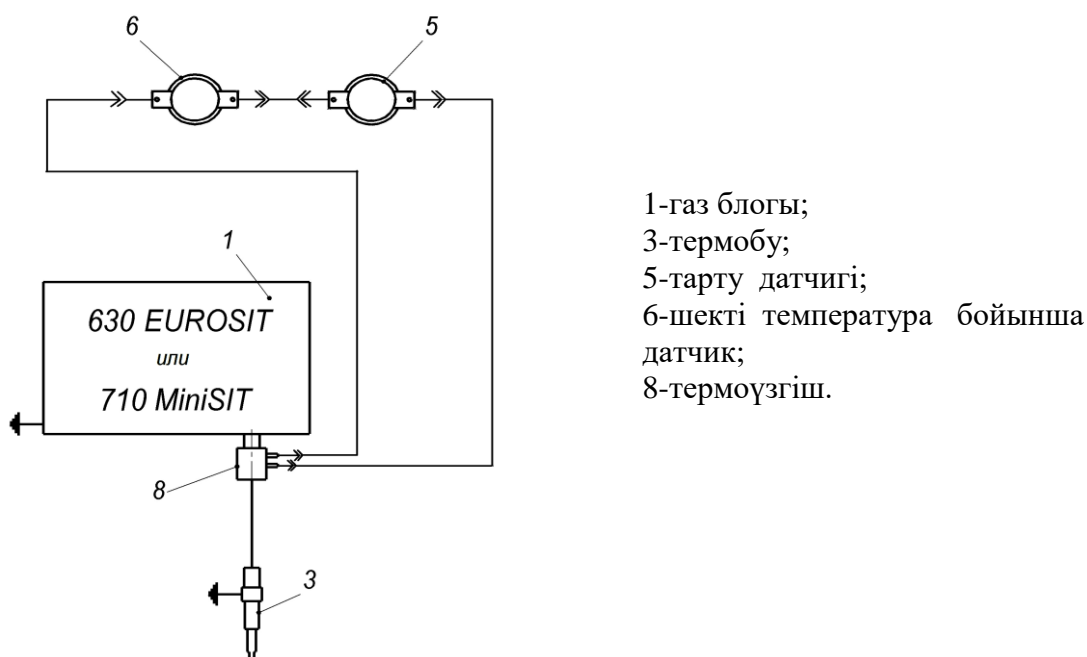 6
5
1
630 EUROSIT
или
710 MiniSIT
8
3
1-газ блогы;
3-термобу;
5-тарту датчигі;
6-шекті температура бойынша
датчик;
8-термоүзгіш.